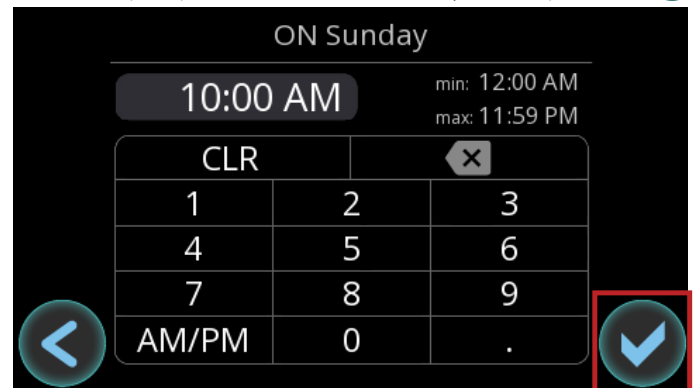 ON Sunday
10:00 AM
min: 12:00 AM
max: 11:59 PM
CLR
1 2 3
4 5 6
7 8 9
AM/PM 0 .